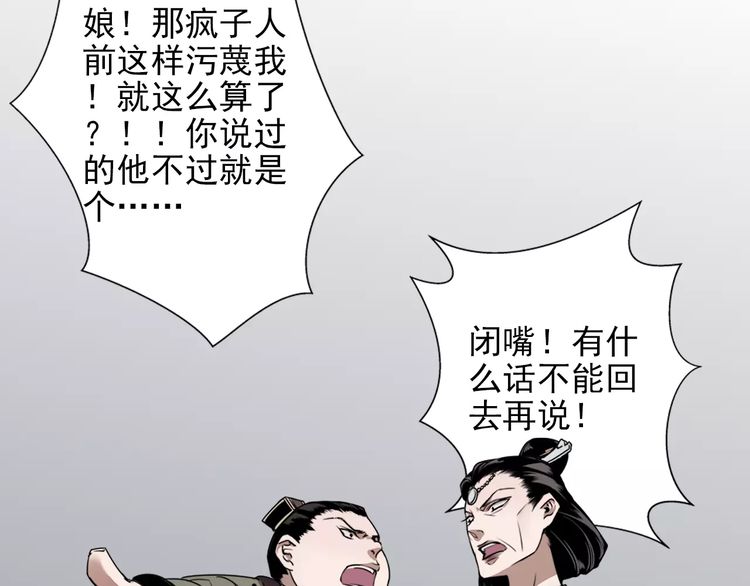 娘！那疯子人
前这样污蔑我
！就这么算了
？！！你说过
的他不过就是
个……
闭嘴！有什
么话不能回
去再说！